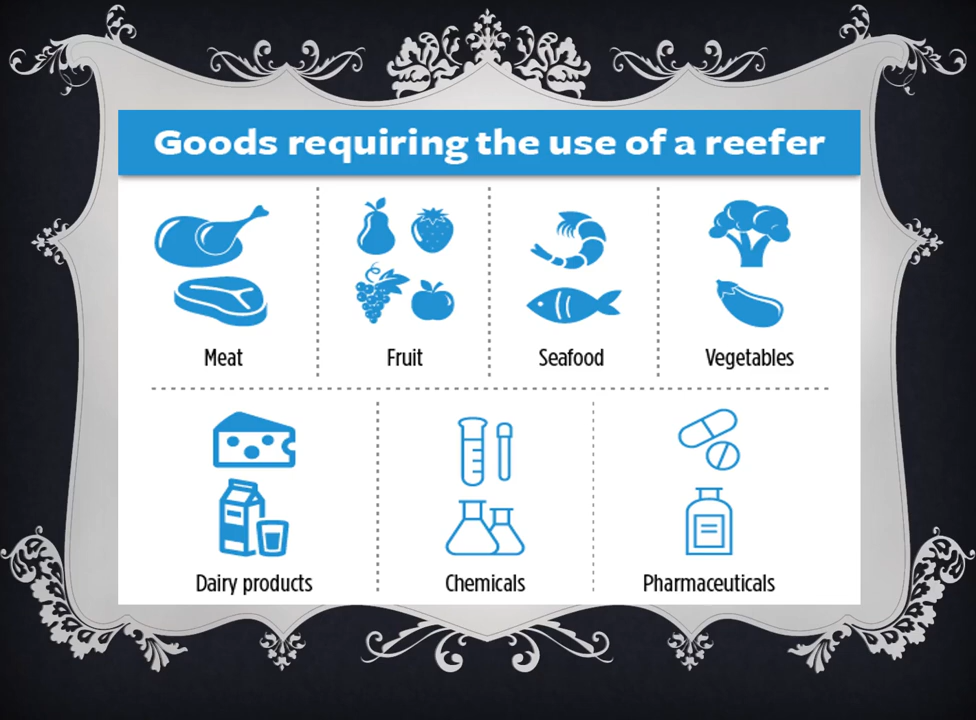 Goods requiring the use of a reefer
Meat
Fruit
Seafood
Vegetables
Dairy products
Chemicals
Pharmaceuticals